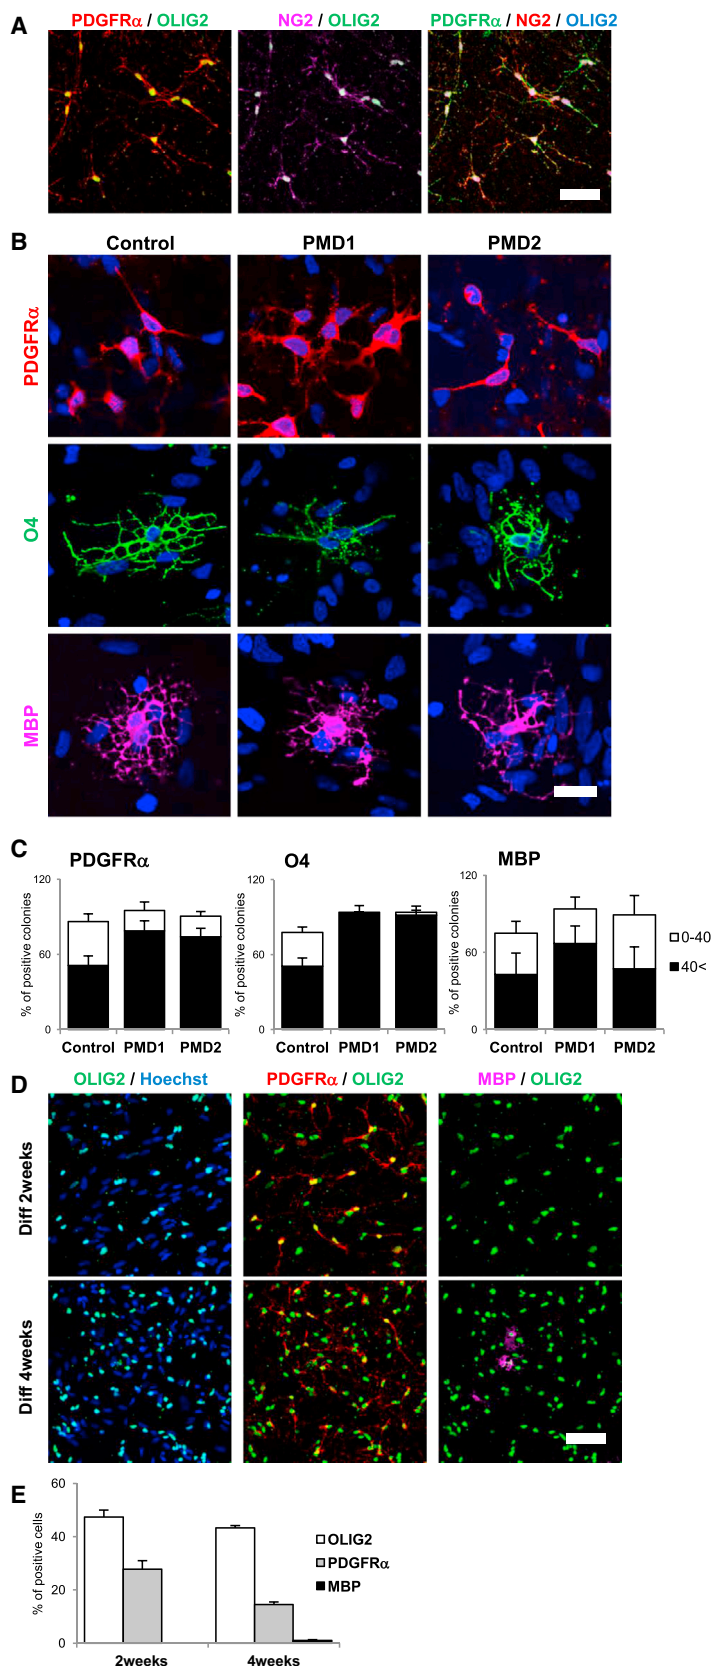 A
PDGFRα / OLIG2
NG2 / OLIG2
PDGFRα / NG2 / OLIG2
B
Control
PMD1
PMD2
PDGFRα
O4
MBP
C
PDGFRα
O4
MBP
% of positive colonies
120
60
0
Control PMD1 PMD2
% of positive colonies
120
60
0
Control PMD1 PMD2
% of positive colonies
120
60
0
Control PMD1 PMD2
0-40
40<
D
OLIG2 / Hoechst
PDGFRα / OLIG2
MBP / OLIG2
Diff 2weeks
Diff 4weeks
E
% of positive cells
60
40
20
0
2weeks
4weeks
OLIG2
PDGFRα
MBP